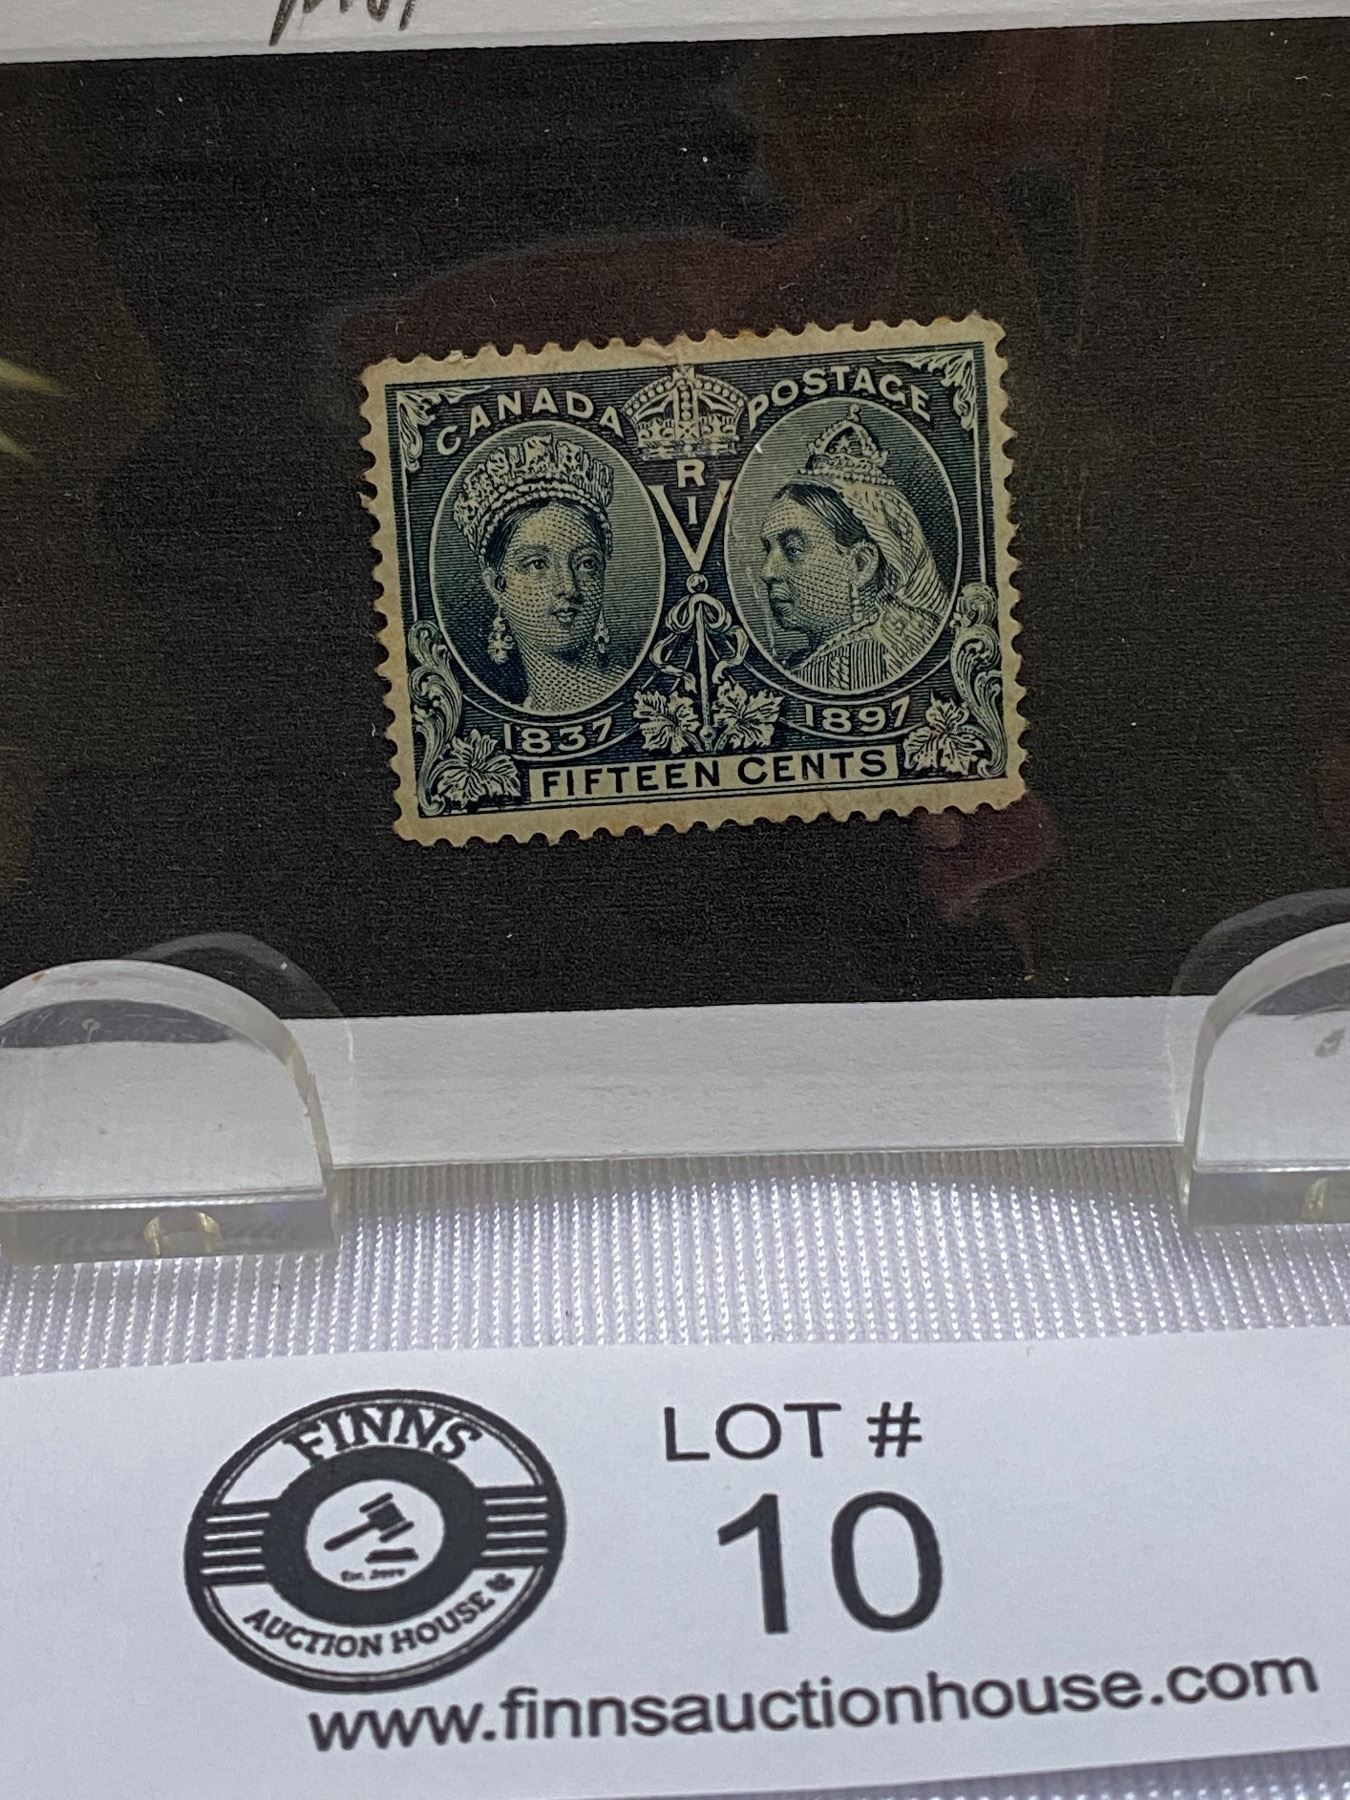 CANADA POSTAGE
R
I
V
1837 1897
FIFTEEN CENTS
FINNS
AUCTION HOUSE
LOT #
10
www.finnsauctionhouse.com